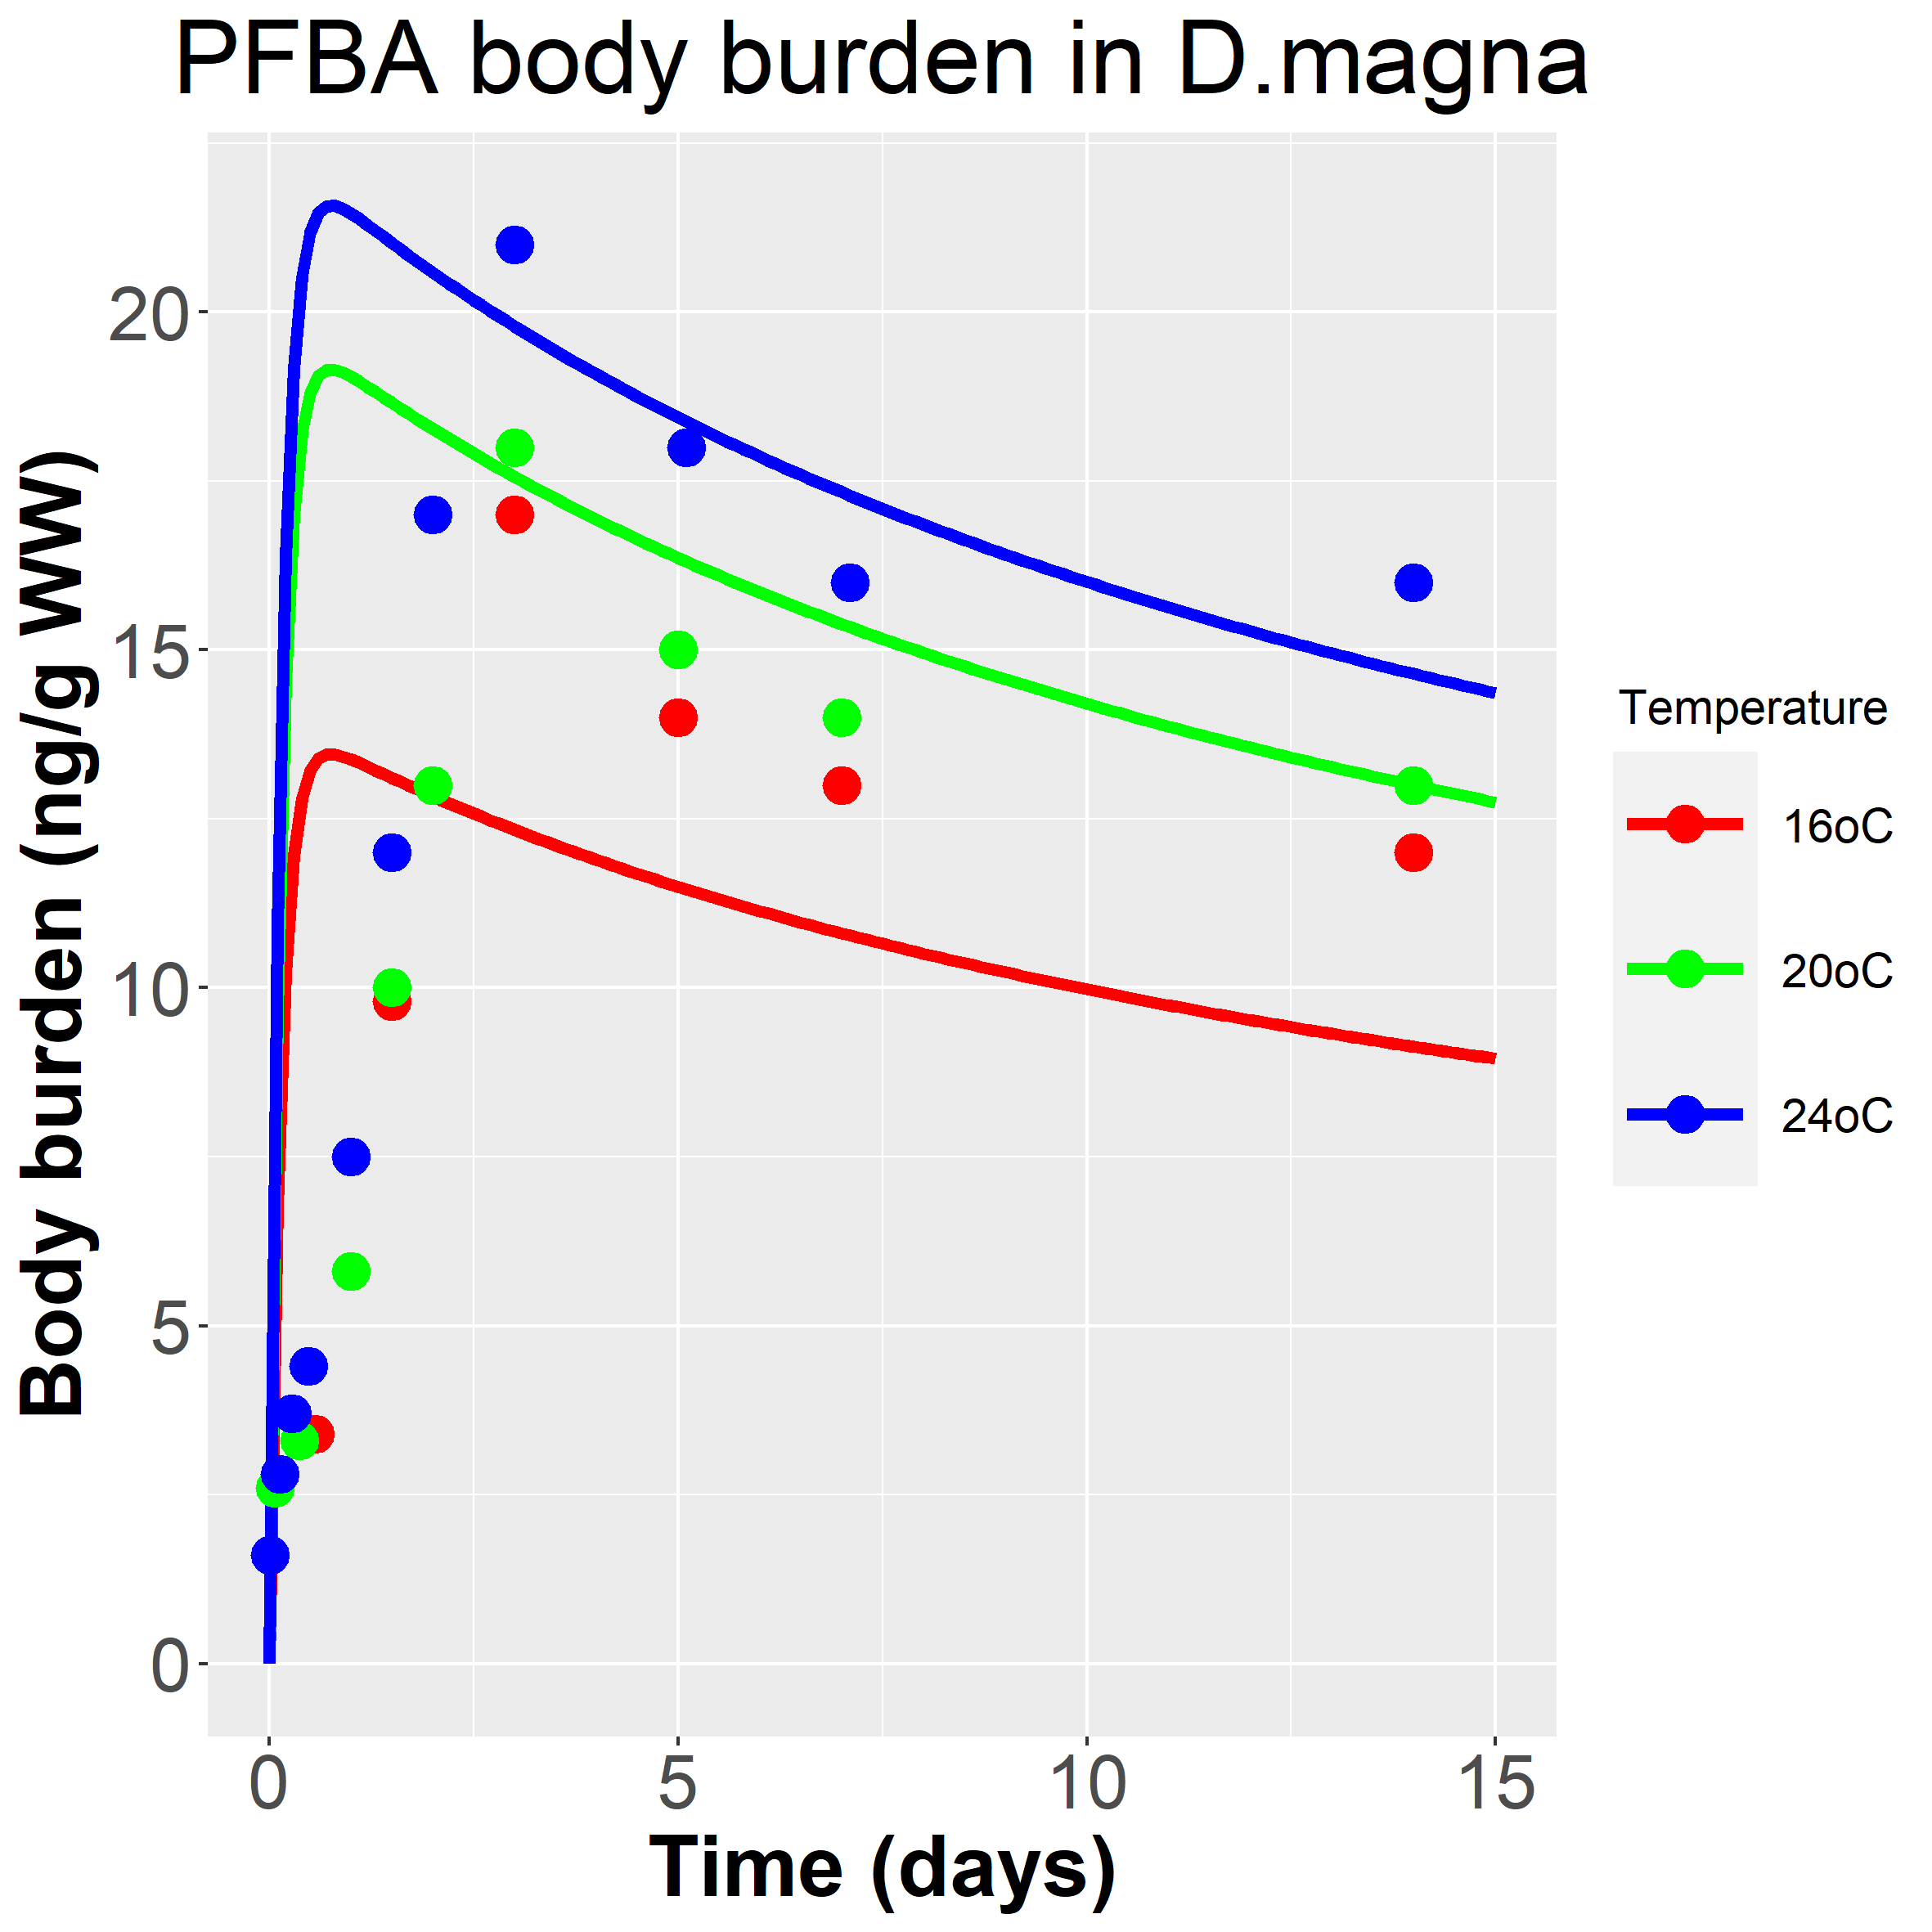 PFBA body burden in D.magna
Body burden (ng/g WW)
20
15
10
5
0
0
5
10
15
Time (days)
Temperature
16oC
20oC
24oC